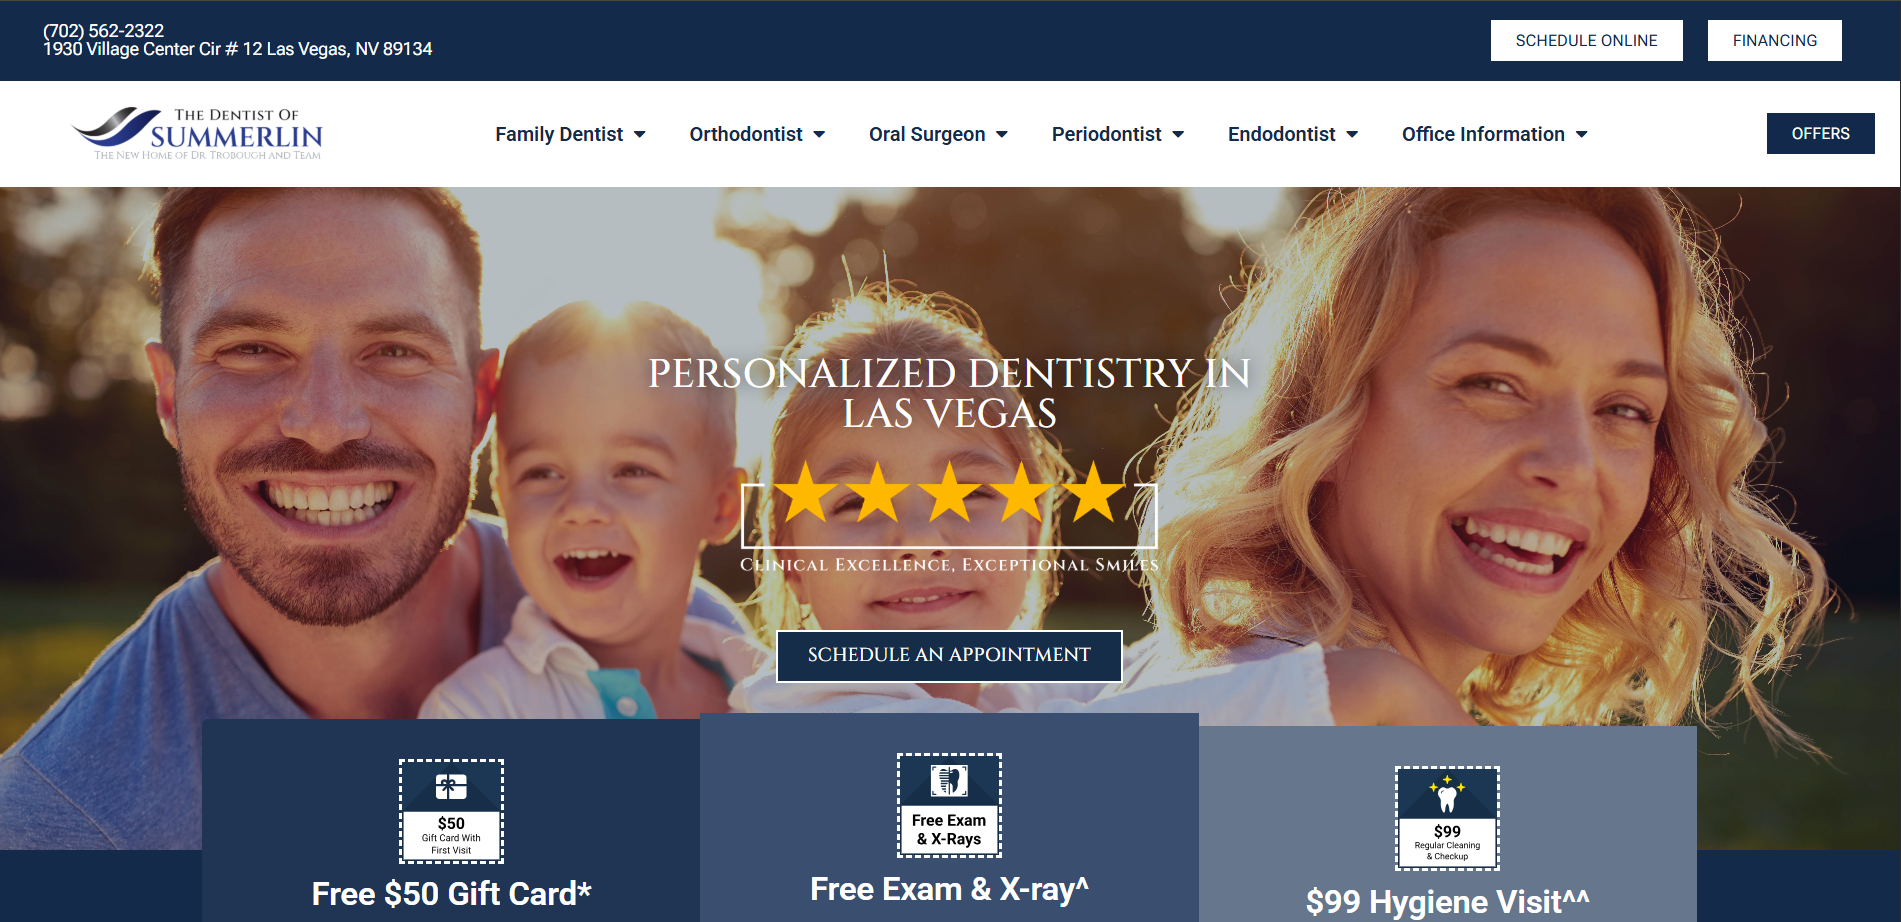 (702) 562-2322
1930 Village Center Cir # 12 Las Vegas, NV 89134
SCHEDULE ONLINE
FINANCING
THE DENTIST OF
SUMMERLIN
THE NEW HOME OF DR. TROBOUGH AND TEAM
Family Dentist
Orthodontist
Oral Surgeon
Periodontist
Endodontist
Office Information
OFFERS
PERSONALIZED DENTISTRY IN
LAS VEGAS
CLINICAL EXCELLENCE, EXCEPTIONAL SMILES
SCHEDULE AN APPOINTMENT
$50
Gift Card With
First Visit
Free $50 Gift Card*
Free Exam
& X-Rays
Free Exam & X-ray^
$99
Regular Cleaning
& Checkup
$99 Hygiene Visit^^